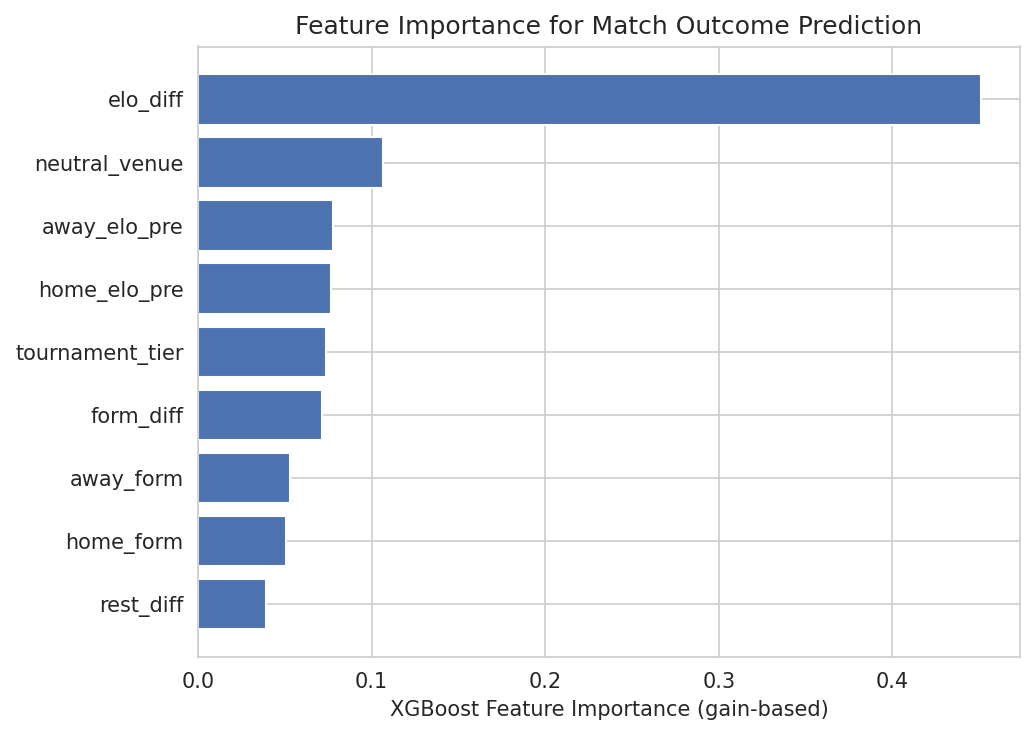 Feature Importance for Match Outcome Prediction
elo_diff
neutral_venue
away_elo_pre
home_elo_pre
tournament_tier
form_diff
away_form
home_form
rest_diff
0.0 0.1 0.2 0.3 0.4
XGBoost Feature Importance (gain-based)